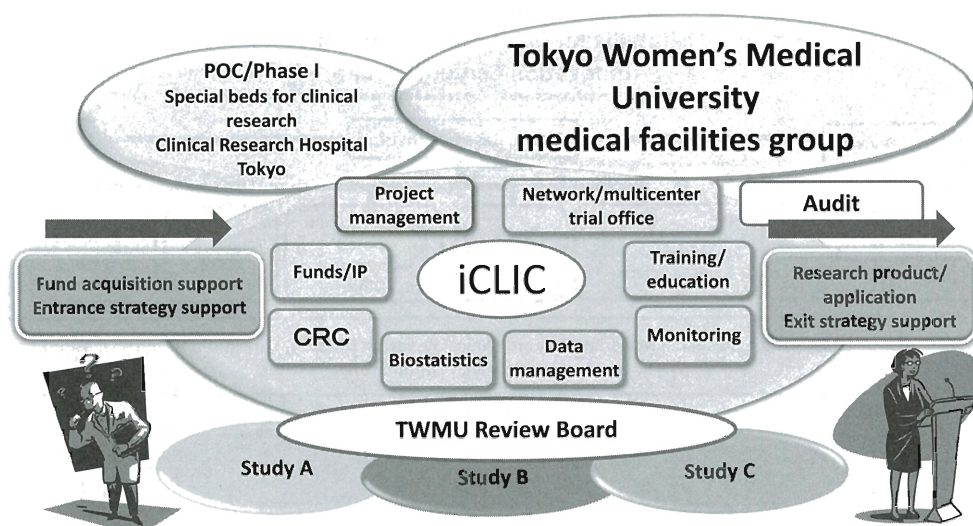 POC/Phase I
Special beds for clinical
research
Clinical Research Hospital
Tokyo
Tokyo Women's Medical
University
medical facilities group
Project
management
Network/multicenter
trial office
Audit
Fund acquisition support
Entrance strategy support
Funds/IP
iCLIC
Training/
education
Research product/
application
Exit strategy support
CRC
Biostatistics
Data
management
Monitoring
TWMU Review Board
Study A
Study B
Study C
? ? ?